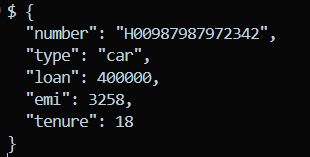 $ {
  "number": "H00987987972342",
  "type": "car",
  "loan": 400000,
  "emi": 3258,
  "tenure": 18
}